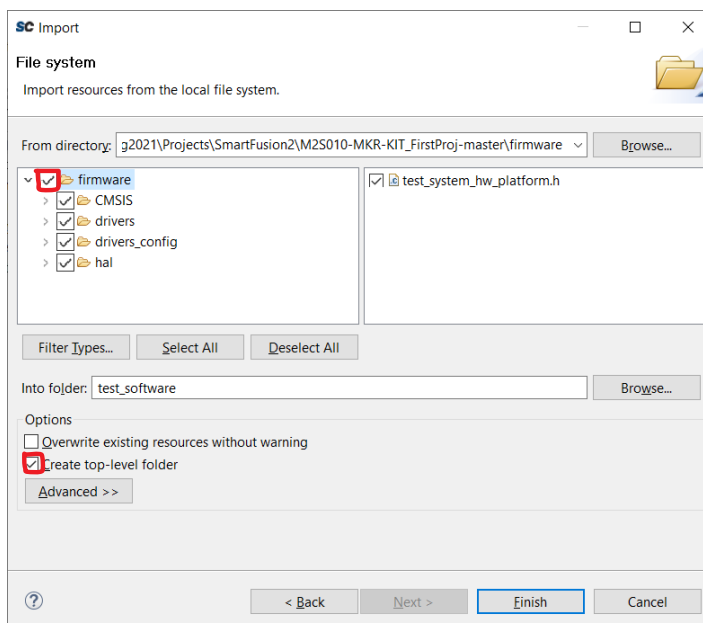 SC Import
File system
Import resources from the local file system.
From directory: g2021\Projects\SmartFusion2\M2S010-MKR-KIT_FirstProj-master\firmware Browse...
firmware
CMSIS
drivers
drivers_config
hal
test_system_hw_platform.h
Filter Types... Select All Deselect All
Into folder: test_software Browse...
Options
Overwrite existing resources without warning
Create top-level folder
Advanced >>
? < Back Next > Finish Cancel